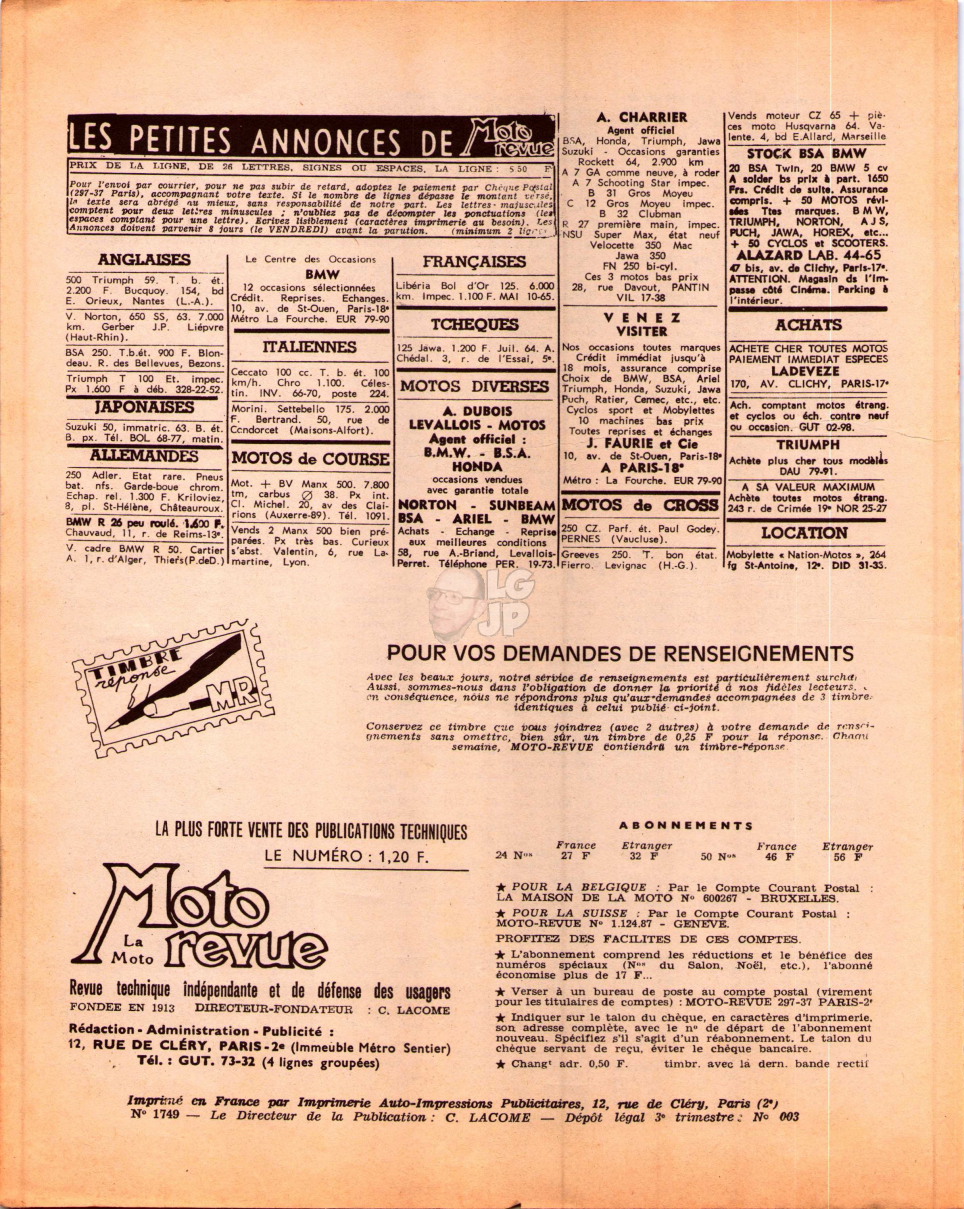 LES PETITES ANNONCES DE Moto revue
PRIX DE LA LIGNE, DE 26 LETTRES, SIGNES OU ESPACES, LA LIGNE : 5.50 F
Pour l'envoi par courrier, pour ne pas subir de retard, adoptez le paiement par Chèque Postal
(297-37 Paris), accompagnant votre texte. Si le nombre de lignes dépasse le montant versé,
la texte sera abrégé au mieux, sans responsabilité de notre part. Les lettres majuscules
comptent pour deux lettres minuscules ; n'oubliez pas de décompter les ponctuations (les
espaces comptant pour une lettre). Ecrivez lisiblement (caractères imprimerie au besoin). Les
Annonces doivent parvenir 8 jours (le VENDREDI) avant la parution. (minimum 2 lignes)
ANGLAISES
500 Triumph 59. T. b. ét.
2.200 F. Bucquoy. 154, bd
E. Orieux, Nantes (L.-A.).
V. Norton, 650 SS, 63. 7.000
km. Gerber J.P. Liépvre
(Haut-Rhin).
BSA 250. T.b.ét. 900 F. Blon-
deau. R. des Bellevues, Bezons.
Triumph T 100 Et. impec.
Px 1.600 F à déb. 328-22-52.
JAPONAISES
Suzuki 50, immatric. 63. B. ét.
B. px. Tél. BOL 68-77, matin.
ALLEMANDES
250 Adler. Etat rare. Pneus
bat. nfs. Garde-boue chrom.
Echap. rel. 1.300 F. Kriloviez,
8, pl. St-Hélène, Châteauroux.
BMW R 26 peu roulé. 1.600 F.
Chauvaud, 11, r. de Reims-13e.
V. cadre BMW R 50. Cartier
A. 1, r. d'Alger, Thiers(P.deD.)
Le Centre des Occasions
BMW
12 occasions sélectionnées
Crédit. Reprises. Echanges.
10, av. de St-Ouen, Paris-18e
Métro La Fourche. EUR 79-90
ITALIENNES
Ceccato 100 cc. T. b. ét. 100
km/h. Chro 1.100. Céles-
tin. INV. 66-70, poste 224.
Morini. Settebello 175. 2.000
F. Bertrand. 50, rue de
Condorcet (Maisons-Alfort).
MOTOS de COURSE
Mot. + BV Manx 500. 7.800
tm, carbus ∅ 38. Px int.
Cl. Michel. 20, av des Clai-
rions (Auxerre-89). Tél. 1091.
Vends 2 Manx 500 bien pré-
parées. Px très bas. Curieux
s'abst. Valentin, 6, rue La-
martine, Lyon.
FRANÇAISES
Libéria Bol d'Or 125. 6.000
km. Impec. 1.100 F. MAI 10-65.
TCHEQUES
125 Jawa. 1.200 F. Juil. 64. A.
Chédal. 3, r. de l'Essai, 5e.
MOTOS DIVERSES
A. DUBOIS
LEVALLOIS - MOTOS
Agent officiel :
B.M.W. - B.S.A.
HONDA
occasions vendues
avec garantie totale
NORTON - SUNBEAM
BSA - ARIEL - BMW
Achats - Echange - Reprise
aux meilleures conditions
58, rue A.-Briand, Levallois-
Perret. Téléphone PER. 19-73.
A. CHARRIER
Agent officiel
BSA, Honda, Triumph, Jawa
Suzuki - Occasions garanties
Rockett 64, 2.900 km
A 7 GA comme neuve, à roder
A 7 Schooting Star impec.
B 31 Gros Moyeu
C 12 Gros Moyeu impec.
B 32 Clubman
R 27 première main, impec.
NSU Super Max, état neuf
Velocette 350 Mac
Jawa 350
FN 250 bi-cyl.
Ces 3 motos bas prix
28, rue Davout, PANTIN
VIL 17-38
VENEZ
VISITER
Nos occasions toutes marques
Crédit immédiat jusqu'à
18 mois, assurance comprise
Choix de BMW, BSA, Ariel
Triumph, Honda, Suzuki, Jawa
Puch, Ratier, Cemec, etc., etc.
Cyclos sport et Mobylettes
10 machines bas prix
Toutes reprises et échanges
J. FAURIE et Cie
10, av. de St-Ouen, Paris-18e
A PARIS-18e
Métro : La Fourche. EUR 79-90
MOTOS de CROSS
250 CZ. Parf. ét. Paul Godey.
PERNES (Vaucluse).
Greeves 250. T. bon état.
Fierro. Levignac (H.-G.).
Vends moteur CZ 65 + piè-
ces moto Husqvarna 64. Va-
lente. 4, bd E.Allard, Marseille
STOCK BSA BMW
20 BSA Twin, 20 BMW 5 cv
A solder bs prix à part. 1650
Frs. Crédit de suite. Assurance
compris. + 50 MOTOS révi-
sées Ttes marques. BMW,
TRIUMPH, NORTON, AJS,
PUCH, JAWA, HOREX, etc...
+ 50 CYCLOS et SCOOTERS.
ALAZARD LAB. 44-65
47 bis, av. de Clichy, Paris-17e.
ATTENTION. Magasin ds l'im-
passe côté Cinéma. Parking à
l'intérieur.
ACHATS
ACHETE CHER TOUTES MOTOS
PAIEMENT IMMEDIAT ESPECES
LADEVEZE
170, AV. CLICHY, PARIS-17e
Ach. comptant motos étrang.
et cyclos ou éch. contre neuf
ou occasion. GUT 02-98.
TRIUMPH
Achète plus cher tous modèles
DAU 79-91.
A SA VALEUR MAXIMUM
Achète toutes motos étrang.
243 r. de Crimée 19e NOR 25-27
LOCATION
Mobylette « Nation-Motos », 264
fg St-Antoine, 12e. DID 31-33.
LG
JP
TIMBRE
réponse
M.R.
POUR VOS DEMANDES DE RENSEIGNEMENTS
Avec les beaux jours, notre service de renseignements est particulièrement surchar
Aussi, sommes-nous dans l'obligation de donner la priorité à nos fidèles lecteurs.
en conséquence, nous ne répondrons plus qu'aux demandes accompagnées de 3 timbres
identiques à celui publié ci-joint.
Conservez ce timbre que vous joindrez (avec 2 autres) à votre demande de rensei-
gnements sans omettre, bien sûr, un timbre de 0,25 F pour la réponse. Chaque
semaine, MOTO-REVUE contiendra un timbre-réponse.
LA PLUS FORTE VENTE DES PUBLICATIONS TECHNIQUES
LE NUMÉRO : 1,20 F.
La Moto
Moto revue
Revue technique indépendante et de défense des usagers
FONDEE EN 1913 DIRECTEUR-FONDATEUR : C. LACOME
Rédaction - Administration - Publicité :
12, RUE DE CLÉRY, PARIS-2e (Immeuble Métro Sentier)
Tél. : GUT. 73-32 (4 lignes groupées)
ABONNEMENTS
France Etranger France Etranger
24 Nos 27 F 32 F 50 Nos 46 F 56 F
★ POUR LA BELGIQUE : Par le Compte Courant Postal :
LA MAISON DE LA MOTO No 600267 - BRUXELLES.
★ POUR LA SUISSE : Par le Compte Courant Postal :
MOTO-REVUE No 1.124.87 - GENEVE.
PROFITEZ DES FACILITES DE CES COMPTES.
★ L'abonnement comprend les réductions et le bénéfice des
numéros spéciaux (Nos du Salon, Noël, etc.), l'abonné
économise plus de 17 F...
★ Verser à un bureau de poste au compte postal (virement
pour les titulaires de comptes) : MOTO-REVUE 297-37 PARIS-2e
★ Indiquer sur le talon du chèque, en caractères d'imprimerie,
son adresse complète, avec le no de départ de l'abonnement
nouveau. Spécifiez s'il s'agit d'un réabonnement. Le talon du
chèque servant de reçu, éviter le chèque bancaire.
★ Changt adr. 0,50 F. timbr. avec la dern. bande rectif
Imprimé en France par Imprimerie Auto-Impressions Publicitaires, 12, rue de Cléry, Paris (2e)
No 1749 — Le Directeur de la Publication : C. LACOME — Dépôt légal 3e trimestre : No 003